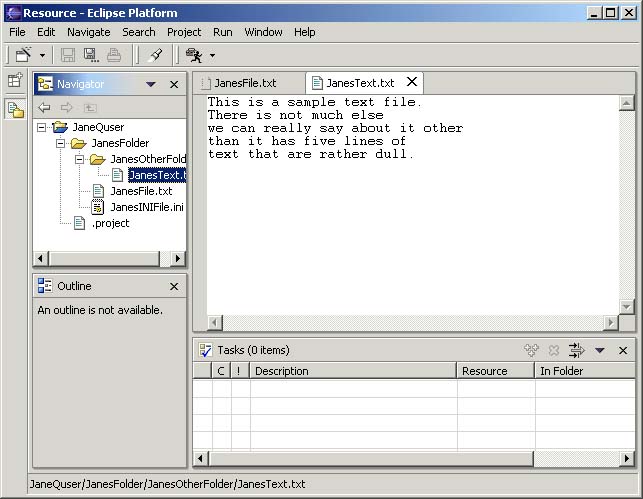 Resource - Eclipse Platform
File Edit Navigate Search Project Run Window Resource Help
Navigator
JaneQuser
JanesFolder
JanesOtherFold
JanesText.t
JanesFile.txt
JanesINIFile.ini
.project
Outline
An outline is not available.
JanesFile.txt JanesText.txt
This is a sample text file.
There is not much else
we can really say about it other
than it has five lines of
text that are rather dull.
Tasks (0 items)
C ! Description Resource In Folder
JaneQuser/JanesFolder/JanesOtherFolder/JanesText.txt